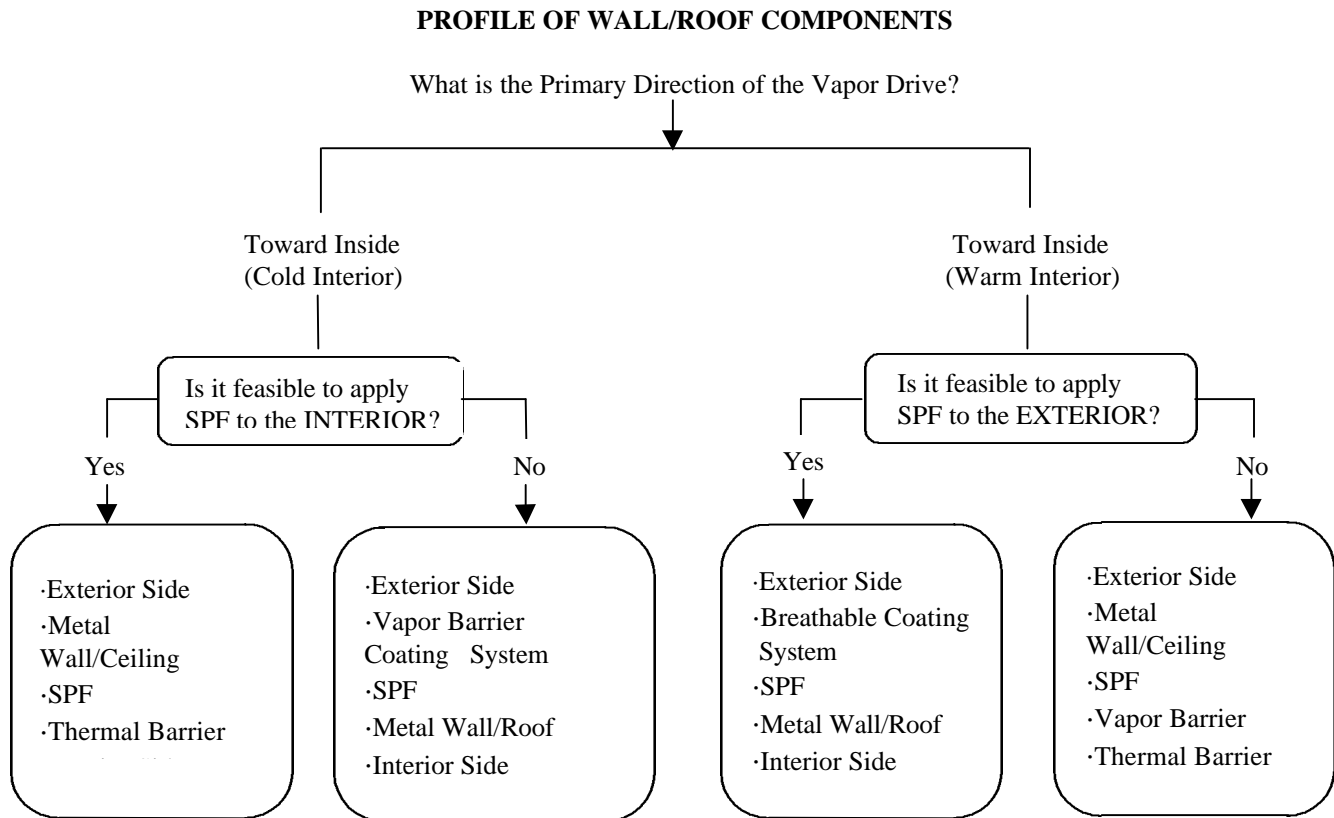 PROFILE OF WALL/ROOF COMPONENTS
What is the Primary Direction of the Vapor Drive?
Toward Inside
(Cold Interior)
Toward Inside
(Warm Interior)
Is it feasible to apply
SPF to the INTERIOR?
Is it feasible to apply
SPF to the EXTERIOR?
Yes
No
Yes
No
·Exterior Side
·Metal
Wall/Ceiling
·SPF
·Thermal Barrier
·Exterior Side
·Vapor Barrier
Coating System
·SPF
·Metal Wall/Roof
·Interior Side
·Exterior Side
·Breathable Coating
System
·SPF
·Metal Wall/Roof
·Interior Side
·Exterior Side
·Metal
Wall/Ceiling
·SPF
·Vapor Barrier
·Thermal Barrier